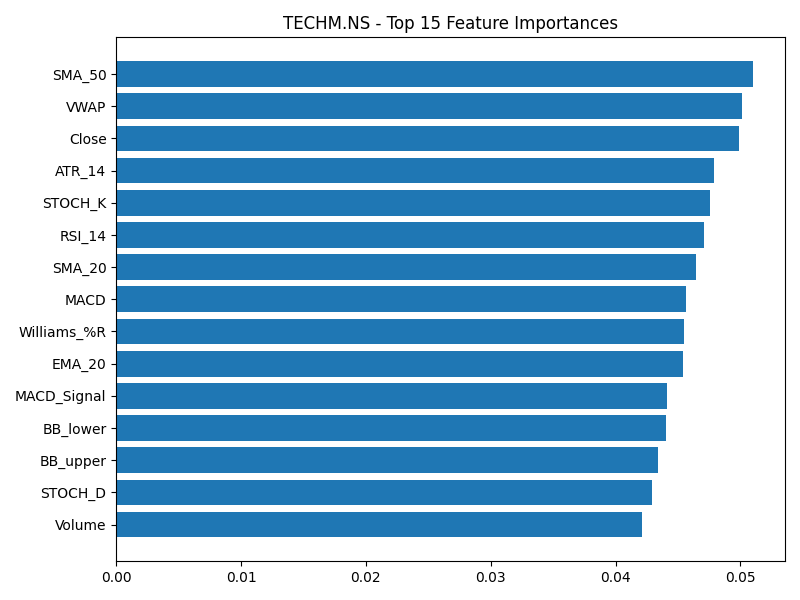 TECHM.NS - Top 15 Feature Importances
SMA_50
VWAP
Close
ATR_14
STOCH_K
RSI_14
SMA_20
MACD
Williams_%R
EMA_20
MACD_Signal
BB_lower
BB_upper
STOCH_D
Volume
0.00 0.01 0.02 0.03 0.04 0.05